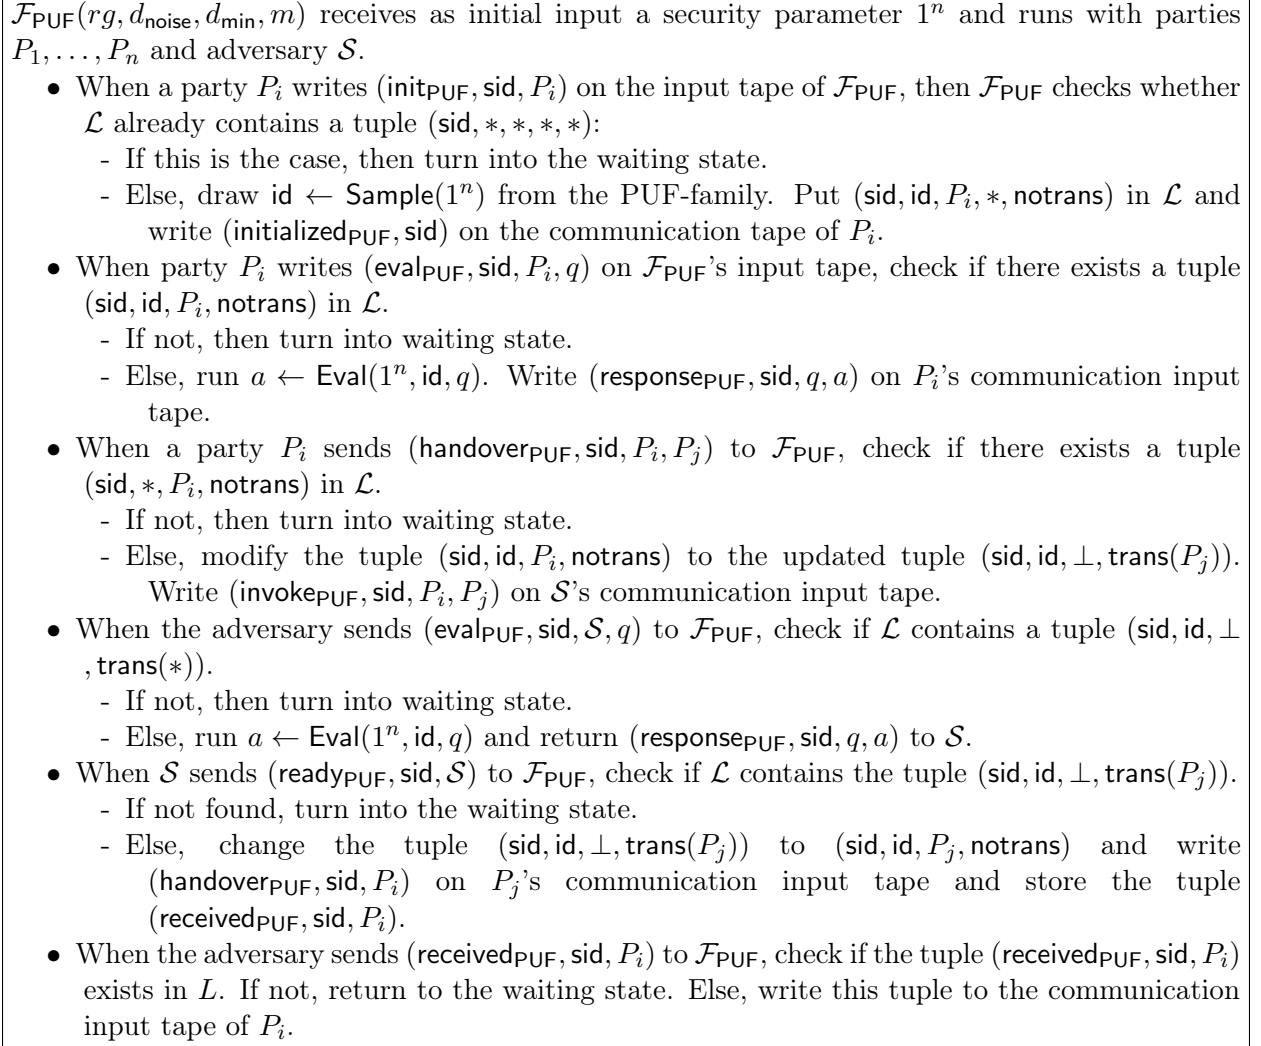 𝓕_PUF(rg, d_noise, d_min, m) receives as initial input a security parameter 1^n and runs with parties
P_1, . . . , P_n and adversary 𝒮.
• When a party P_i writes (init_PUF, sid, P_i) on the input tape of 𝓕_PUF, then 𝓕_PUF checks whether
ℒ already contains a tuple (sid, ∗, ∗, ∗, ∗):
- If this is the case, then turn into the waiting state.
- Else, draw id ← Sample(1^n) from the PUF-family. Put (sid, id, P_i, ∗, notrans) in ℒ and
write (initialized_PUF, sid) on the communication tape of P_i.
• When party P_i writes (eval_PUF, sid, P_i, q) on 𝓕_PUF's input tape, check if there exists a tuple
(sid, id, P_i, notrans) in ℒ.
- If not, then turn into waiting state.
- Else, run a ← Eval(1^n, id, q). Write (response_PUF, sid, q, a) on P_i's communication input
tape.
• When a party P_i sends (handover_PUF, sid, P_i, P_j) to 𝓕_PUF, check if there exists a tuple
(sid, ∗, P_i, notrans) in ℒ.
- If not, then turn into waiting state.
- Else, modify the tuple (sid, id, P_i, notrans) to the updated tuple (sid, id, ⊥, trans(P_j)).
Write (invoke_PUF, sid, P_i, P_j) on 𝒮's communication input tape.
• When the adversary sends (eval_PUF, sid, 𝒮, q) to 𝓕_PUF, check if ℒ contains a tuple (sid, id, ⊥
, trans(∗)).
- If not, then turn into waiting state.
- Else, run a ← Eval(1^n, id, q) and return (response_PUF, sid, q, a) to 𝒮.
• When 𝒮 sends (ready_PUF, sid, 𝒮) to 𝓕_PUF, check if ℒ contains the tuple (sid, id, ⊥, trans(P_j)).
- If not found, turn into the waiting state.
- Else, change the tuple (sid, id, ⊥, trans(P_j)) to (sid, id, P_j, notrans) and write
(handover_PUF, sid, P_i) on P_j's communication input tape and store the tuple
(received_PUF, sid, P_i).
• When the adversary sends (received_PUF, sid, P_i) to 𝓕_PUF, check if the tuple (received_PUF, sid, P_i)
exists in L. If not, return to the waiting state. Else, write this tuple to the communication
input tape of P_i.